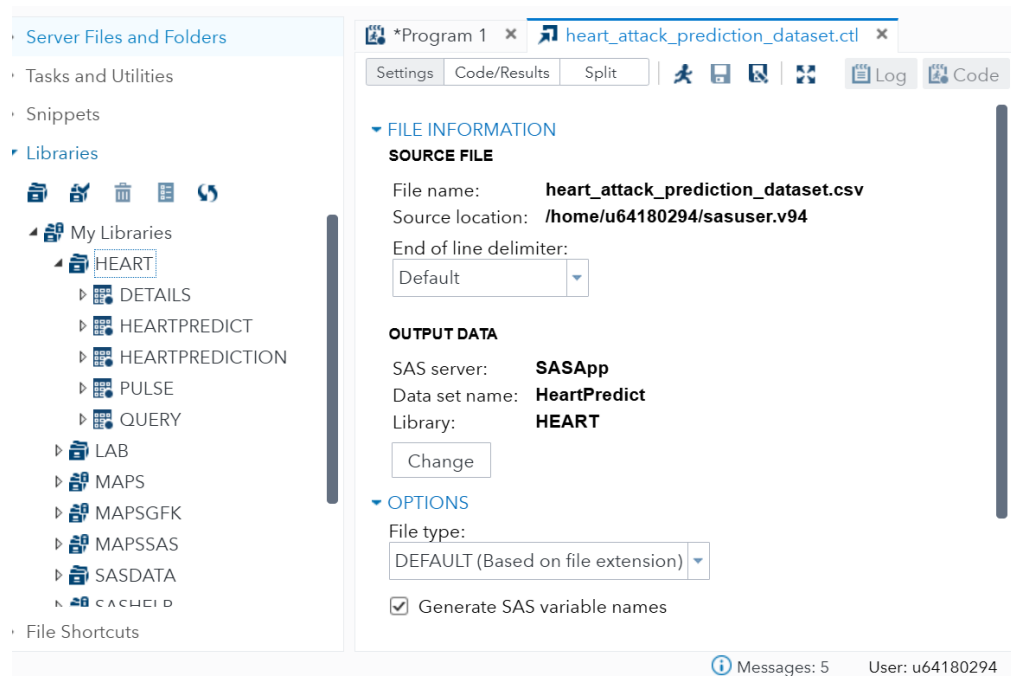 Server Files and Folders
Tasks and Utilities
Snippets
Libraries
My Libraries
HEART
DETAILS
HEARTPREDICT
HEARTPREDICTION
PULSE
QUERY
LAB
MAPS
MAPSGFK
MAPSSAS
SASDATA
SASHELP
File Shortcuts
*Program 1
heart_attack_prediction_dataset.ctl
Settings Code/Results Split Log Code
FILE INFORMATION
SOURCE FILE
File name: heart_attack_prediction_dataset.csv
Source location: /home/u64180294/sasuser.v94
End of line delimiter:
Default
OUTPUT DATA
SAS server: SASApp
Data set name: HeartPredict
Library: HEART
Change
OPTIONS
File type:
DEFAULT (Based on file extension)
Generate SAS variable names
Messages: 5 User: u64180294